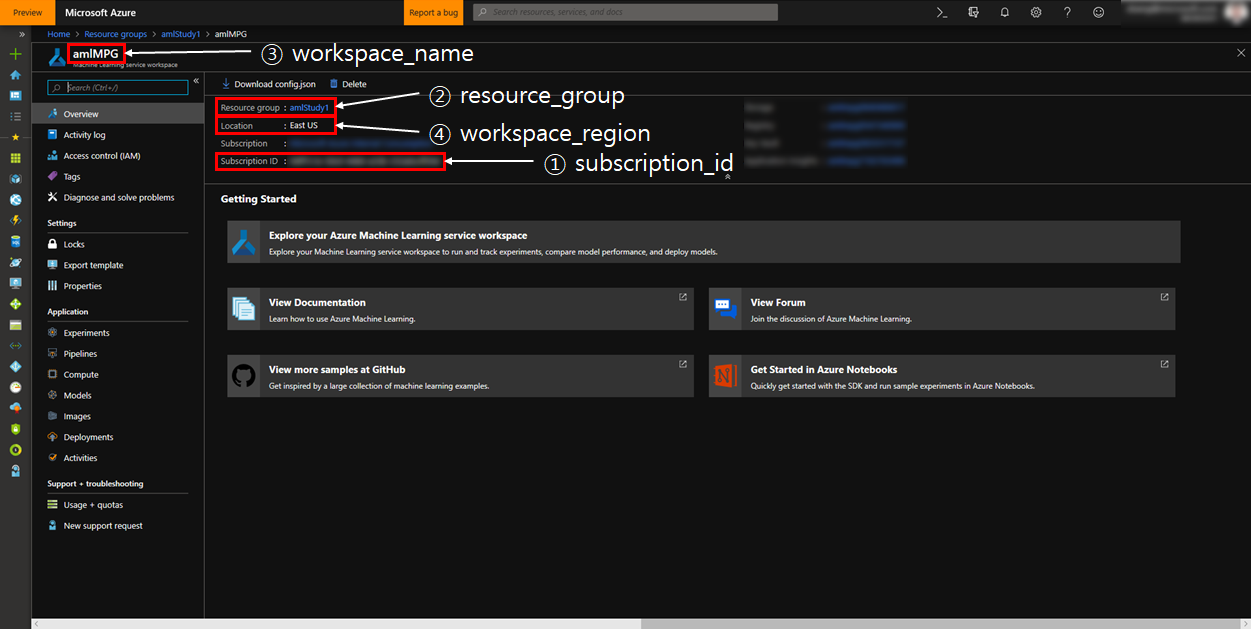 Preview
Microsoft Azure
Report a bug
Search resources, services, and docs
Home > Resource groups > amlStudy1 > amlMPG
amlMPG
Machine Learning service workspace
③ workspace_name
Search (Ctrl+/)
Download config.json
Delete
Resource group : amlStudy1
② resource_group
Location : East US
④ workspace_region
Subscription :
Subscription ID :
① subscription_id
Overview
Activity log
Access control (IAM)
Tags
Diagnose and solve problems
Settings
Locks
Export template
Properties
Application
Experiments
Pipelines
Compute
Models
Images
Deployments
Activities
Support + troubleshooting
Usage + quotas
New support request
Getting Started
Explore your Azure Machine Learning service workspace
Explore your Machine Learning service workspace to run and track experiments, compare model performance, and deploy models.
View Documentation
Learn how to use Azure Machine Learning.
View Forum
Join the discussion of Azure Machine Learning.
View more samples at GitHub
Get inspired by a large collection of machine learning examples.
Get Started in Azure Notebooks
Quickly get started with the SDK and run sample experiments in Azure Notebooks.